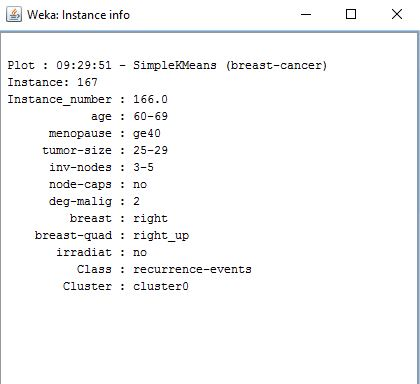 Weka: Instance info
Plot : 09:29:51 - SimpleKMeans (breast-cancer)
Instance: 167
Instance_number : 166.0
age : 60-69
menopause : ge40
tumor-size : 25-29
inv-nodes : 3-5
node-caps : no
deg-malig : 2
breast : right
breast-quad : right_up
irradiat : no
Class : recurrence-events
Cluster : cluster0